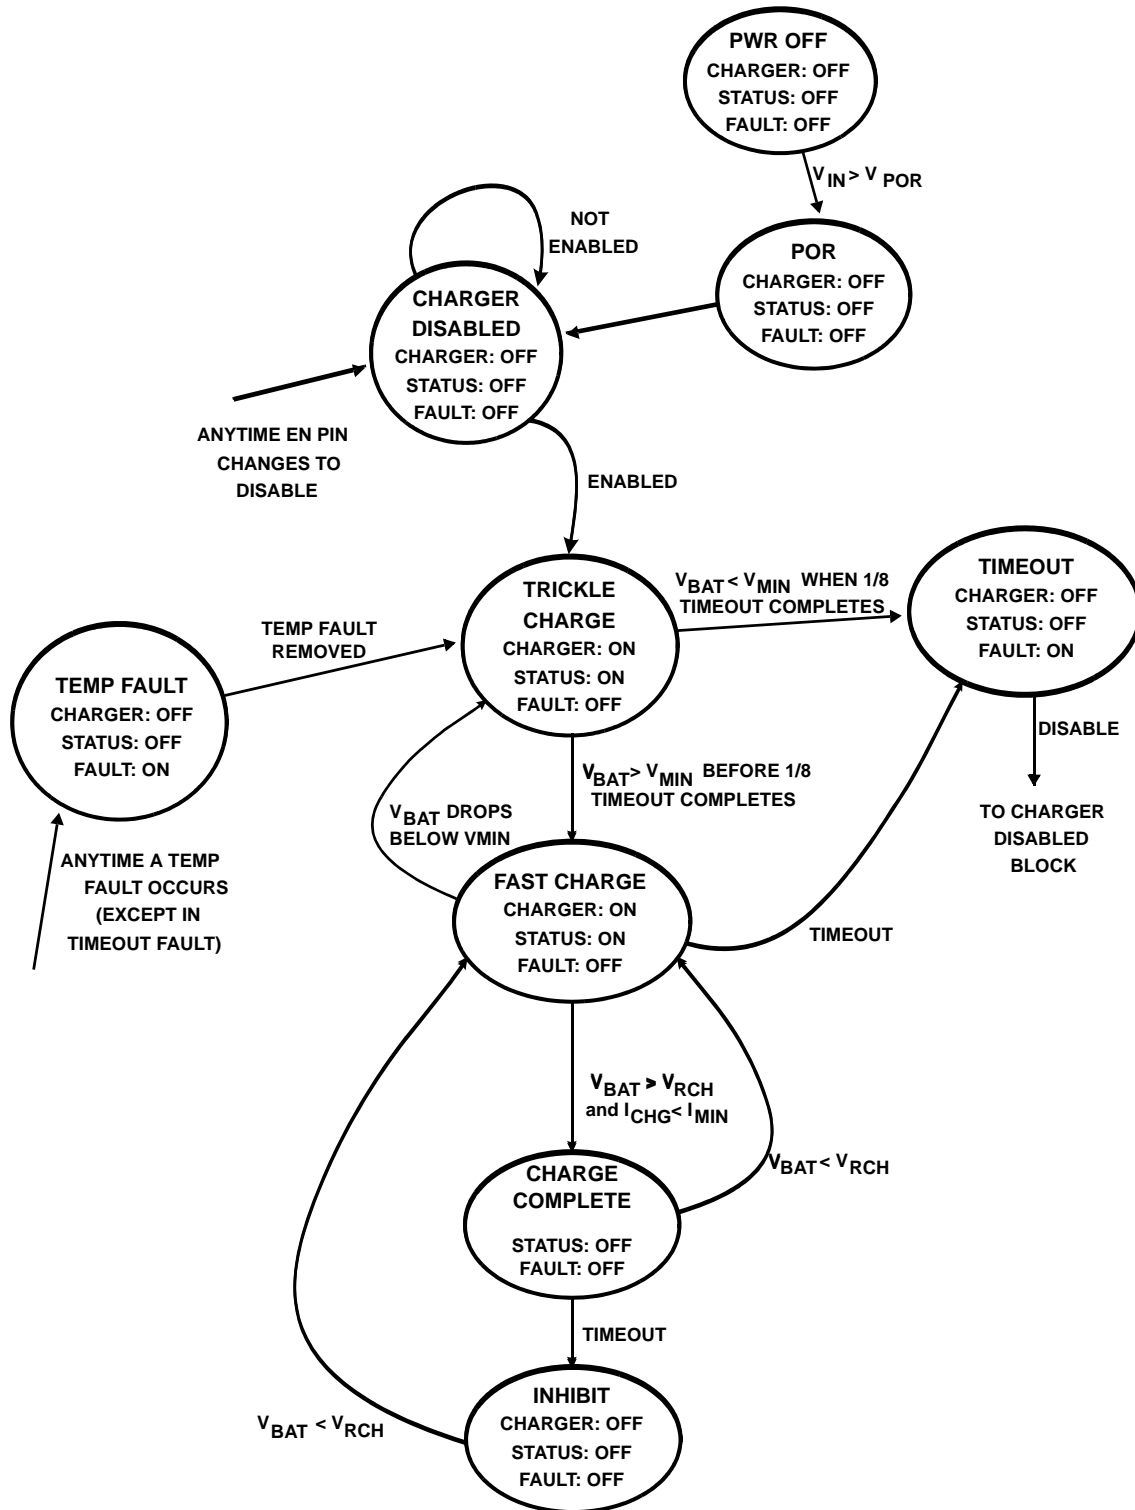 PWR OFF
CHARGER: OFF
STATUS: OFF
FAULT: OFF
VIN > V POR
POR
CHARGER: OFF
STATUS: OFF
FAULT: OFF
NOT
ENABLED
CHARGER
DISABLED
CHARGER: OFF
STATUS: OFF
FAULT: OFF
ANYTIME EN PIN
CHANGES TO
DISABLE
ENABLED
TRICKLE
CHARGE
CHARGER: ON
STATUS: ON
FAULT: OFF
VBAT < VMIN WHEN 1/8
TIMEOUT COMPLETES
TIMEOUT
CHARGER: OFF
STATUS: OFF
FAULT: ON
DISABLE
TO CHARGER
DISABLED
BLOCK
TEMP FAULT
REMOVED
TEMP FAULT
CHARGER: OFF
STATUS: OFF
FAULT: ON
ANYTIME A TEMP
FAULT OCCURS
(EXCEPT IN
TIMEOUT FAULT)
VBAT > VMIN BEFORE 1/8
TIMEOUT COMPLETES
VBAT DROPS
BELOW VMIN
FAST CHARGE
CHARGER: ON
STATUS: ON
FAULT: OFF
TIMEOUT
VBAT > VRCH
and ICHG < IMIN
VBAT < VRCH
CHARGE
COMPLETE
STATUS: OFF
FAULT: OFF
TIMEOUT
INHIBIT
CHARGER: OFF
STATUS: OFF
FAULT: OFF
VBAT < VRCH